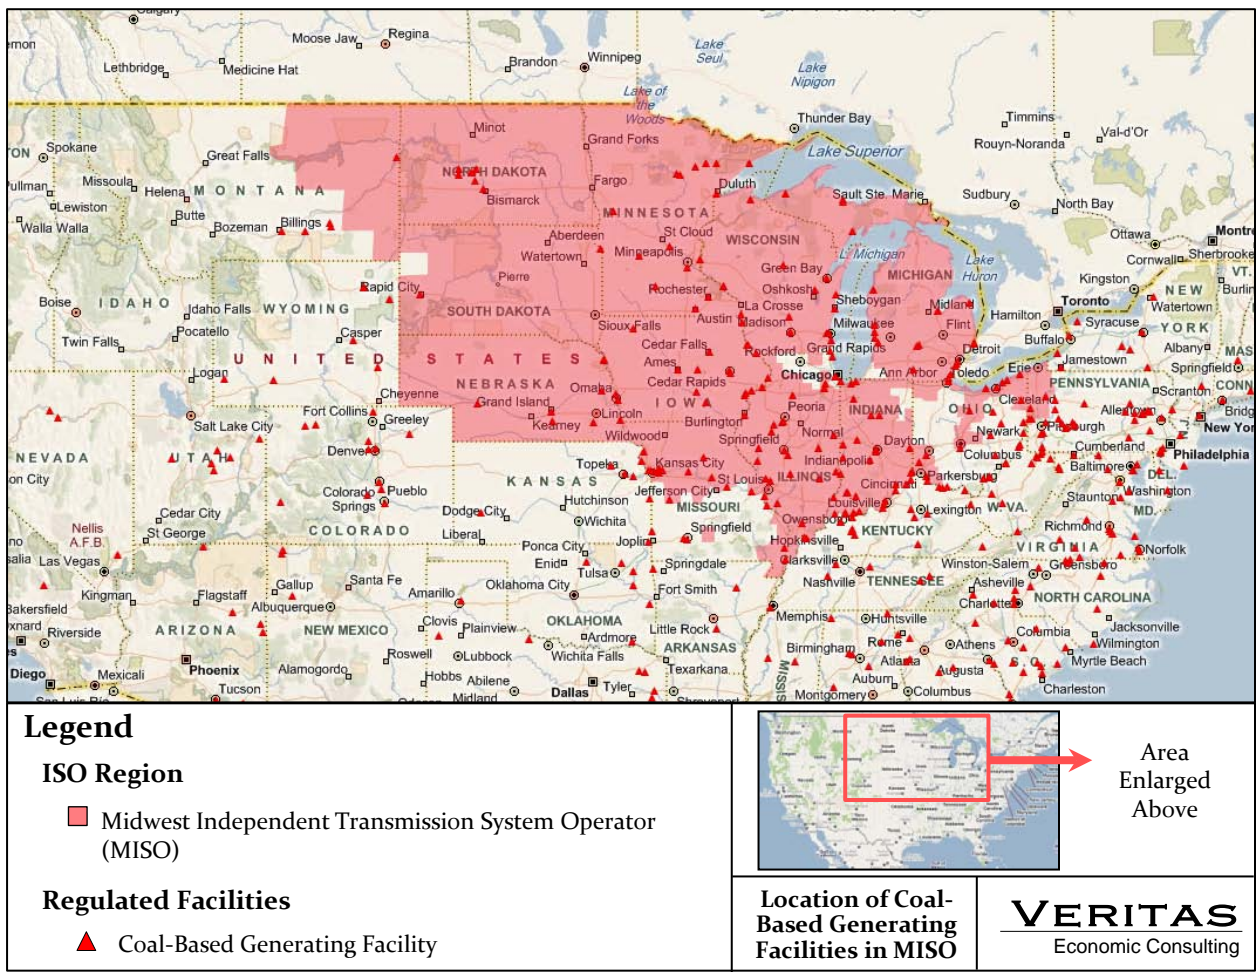 Calgary
Moose Jaw
Regina
Lethbridge
Medicine Hat
Brandon
Winnipeg
Lake
Seul
Lake
Nipigon
Lake of
the
Woods
Thunder Bay
Timmins
Rouyn-Noranda
Val-d'Or
Lake Superior
Spokane
Great Falls
Minot
Grand Forks
Pullman
Missoula
Helena
MONTANA
NORTH DAKOTA
Fargo
Duluth
Sault Ste. Marie
Sudbury
North Bay
Lewiston
Walla Walla
Butte
Bozeman
Billings
Bismarck
MINNESOTA
St Cloud
WISCONSIN
Aberdeen
Watertown
Minneapolis
Green Bay
L. Michigan
MICHIGAN
Lake
Huron
Ottawa
Cornwall
Sherbrooke
Kingston
VT.
Boise
IDAHO
Idaho Falls
WYOMING
Rapid City
Pierre
Rochester
Oshkosh
Sheboygan
Midland
Toronto
NEW
YORK
Watertown
Twin Falls
Pocatello
Casper
SOUTH DAKOTA
Sioux Falls
Austin
La Crosse
Madison
Milwaukee
Grand Rapids
Flint
Hamilton
Buffalo
Syracuse
Albany
UNITED STATES
Cedar Falls
Ames
Rockford
Chicago
Ann Arbor
Detroit
Toledo
Erie
Jamestown
Springfield
Logan
Cheyenne
NEBRASKA
Grand Island
Omaha
Cedar Rapids
IOWA
Cleveland
PENNSYLVANIA
Scranton
CONN
Salt Lake City
Fort Collins
Greeley
Kearney
Lincoln
Wildwood
Burlington
Peoria
Normal
INDIANA
OHIO
Newark
Pittsburgh
Allentown
New York
NEVADA
UTAH
Denver
Topeka
Kansas City
Springfield
Indianapolis
Dayton
Columbus
Cumberland
Philadelphia
KANSAS
Jefferson City
St Louis
ILLINOIS
Cincinnati
Parkersburg
Baltimore
DEL.
Colorado
Springs
Pueblo
Hutchinson
MISSOURI
Louisville
Lexington
W. VA.
Staunton
Washington
MD.
Cedar City
COLORADO
Dodge City
Wichita
Springfield
Owensboro
KENTUCKY
Richmond
Nellis
A.F.B.
St George
Liberal
Joplin
Hopkinsville
VIRGINIA
Norfolk
Las Vegas
Ponca City
Enid
Tulsa
Springdale
Clarksville
Winston-Salem
Greensboro
Kingman
Flagstaff
Gallup
Santa Fe
Amarillo
Oklahoma City
Fort Smith
Nashville
TENNESSEE
Asheville
NORTH CAROLINA
Bakersfield
Albuquerque
Clovis
Plainview
OKLAHOMA
Little Rock
Memphis
Huntsville
Charlotte
Jacksonville
Riverside
ARIZONA
NEW MEXICO
Ardmore
ARKANSAS
Rome
Athens
Columbia
Wilmington
Phoenix
Roswell
Lubbock
Wichita Falls
Texarkana
Birmingham
Atlanta
Augusta
S.C.
Myrtle Beach
Diego
Mexicali
Tucson
Alamogordo
Hobbs
Abilene
Midland
Dallas
Tyler
Shreveport
Montgomery
Auburn
Columbus
Charleston
Legend
ISO Region
Midwest Independent Transmission System Operator
(MISO)
Regulated Facilities
Coal-Based Generating Facility
Area
Enlarged
Above
Location of Coal-
Based Generating
Facilities in MISO
VERITAS
Economic Consulting